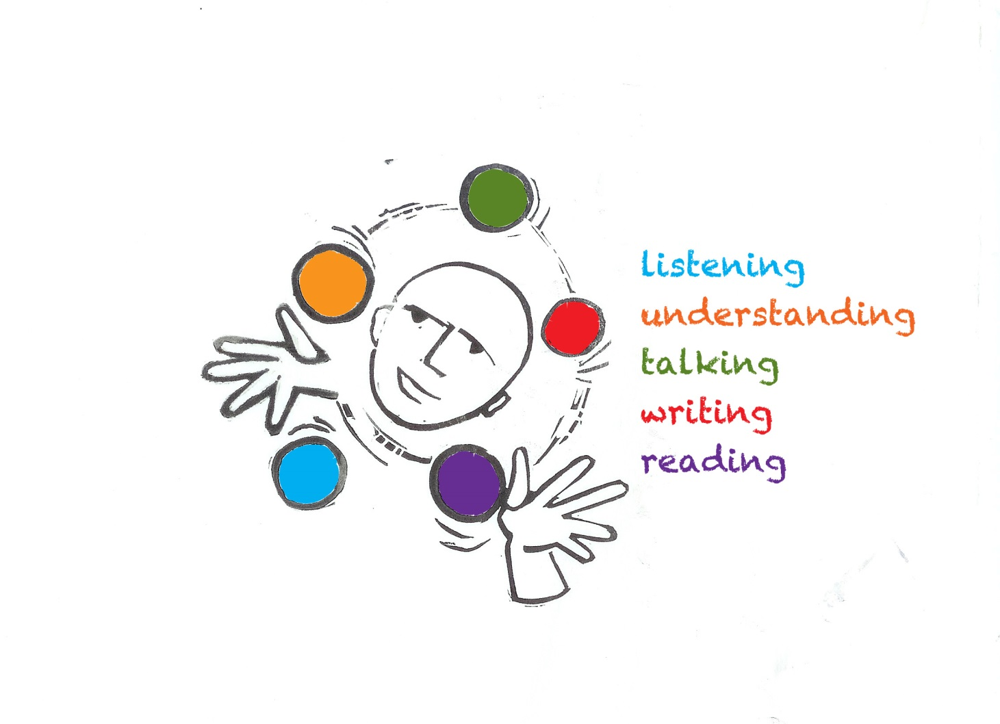 listening
understanding
talking
writing
reading